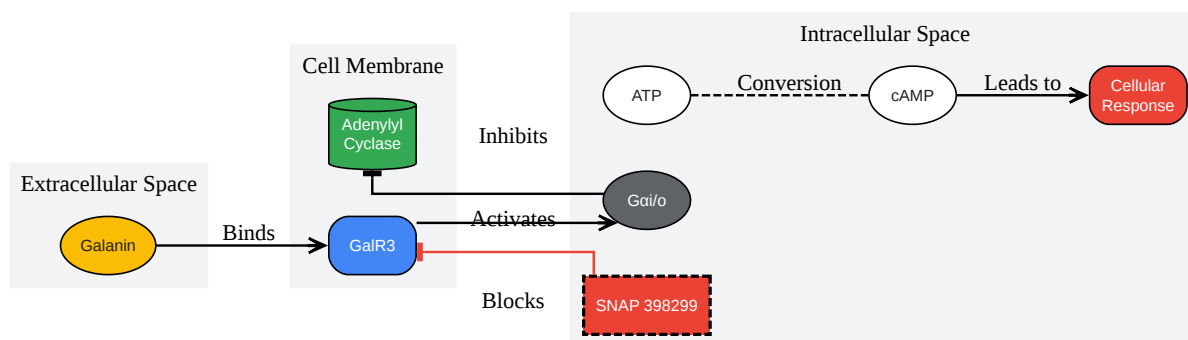 Intracellular Space
Cell Membrane
ATP
Conversion
cAMP
Leads to
Cellular
Response
Adenylyl
Cyclase
Inhibits
Extracellular Space
Gαi/o
Activates
Galanin
Binds
GalR3
Blocks
SNAP 398299